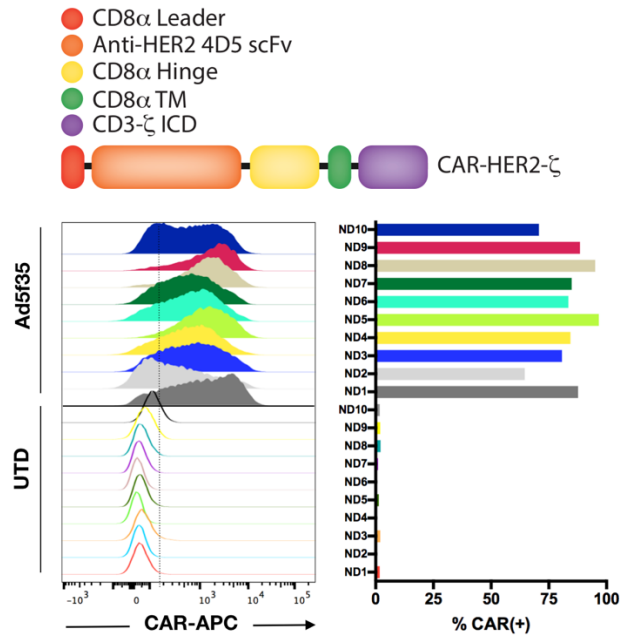 CD8α Leader
Anti-HER2 4D5 scFv
CD8α Hinge
CD8α TM
CD3-ζ ICD
CAR-HER2-ζ
Ad5f35
UTD
-10³ 0 10³ 10⁴ 10⁵
CAR-APC
ND10
ND9
ND8
ND7
ND6
ND5
ND4
ND3
ND2
ND1
ND10
ND9
ND8
ND7
ND6
ND5
ND4
ND3
ND2
ND1
0 25 50 75 100
% CAR(+)